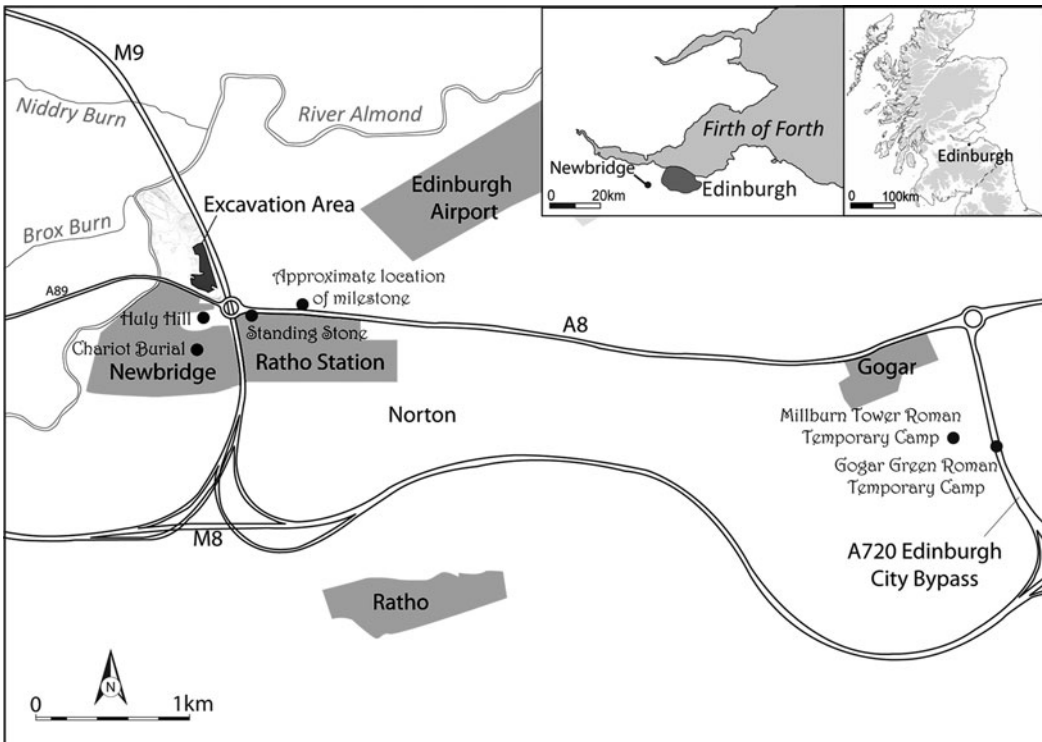 M9
Niddry Burn
River Almond
Firth of Forth
Newbridge
0 20km
Edinburgh
Edinburgh
0 100km
Edinburgh
Airport
Excavation Area
Brox Burn
A89
Approximate location
of milestone
Huly Hill
Standing Stone
A8
Chariot Burial
Newbridge
Ratho Station
Gogar
Norton
Millburn Tower Roman
Temporary Camp
Gogar Green Roman
Temporary Camp
M8
A720 Edinburgh
City Bypass
Ratho
N
0 1km